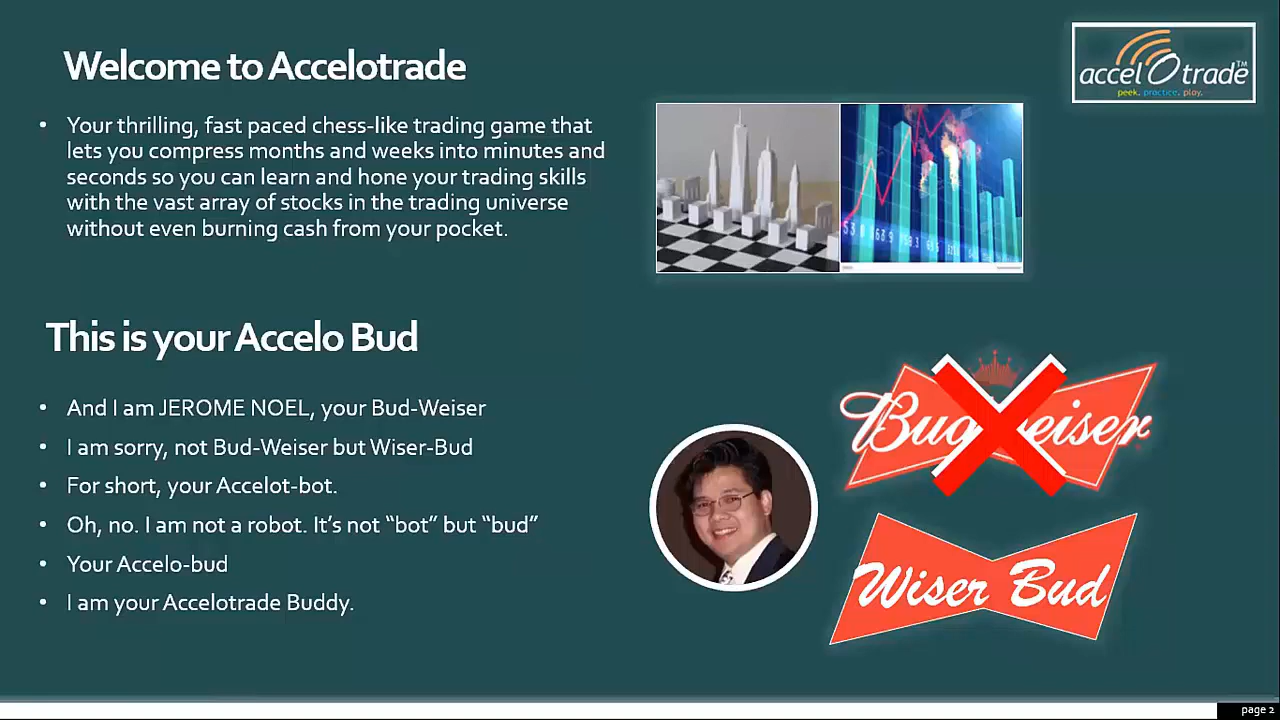 Welcome to Accelotrade
accelOtrade™
peek. practice. play.
• Your thrilling, fast paced chess-like trading game that
lets you compress months and weeks into minutes and
seconds so you can learn and hone your trading skills
with the vast array of stocks in the trading universe
without even burning cash from your pocket.
This is your Accelo Bud
• And I am JEROME NOEL, your Bud-Weiser
• I am sorry, not Bud-Weiser but Wiser-Bud
• For short, your Accelot-bot.
• Oh, no. I am not a robot. It’s not “bot” but “bud”
• Your Accelo-bud
• I am your Accelotrade Buddy.
Budweiser
Wiser Bud
page 2